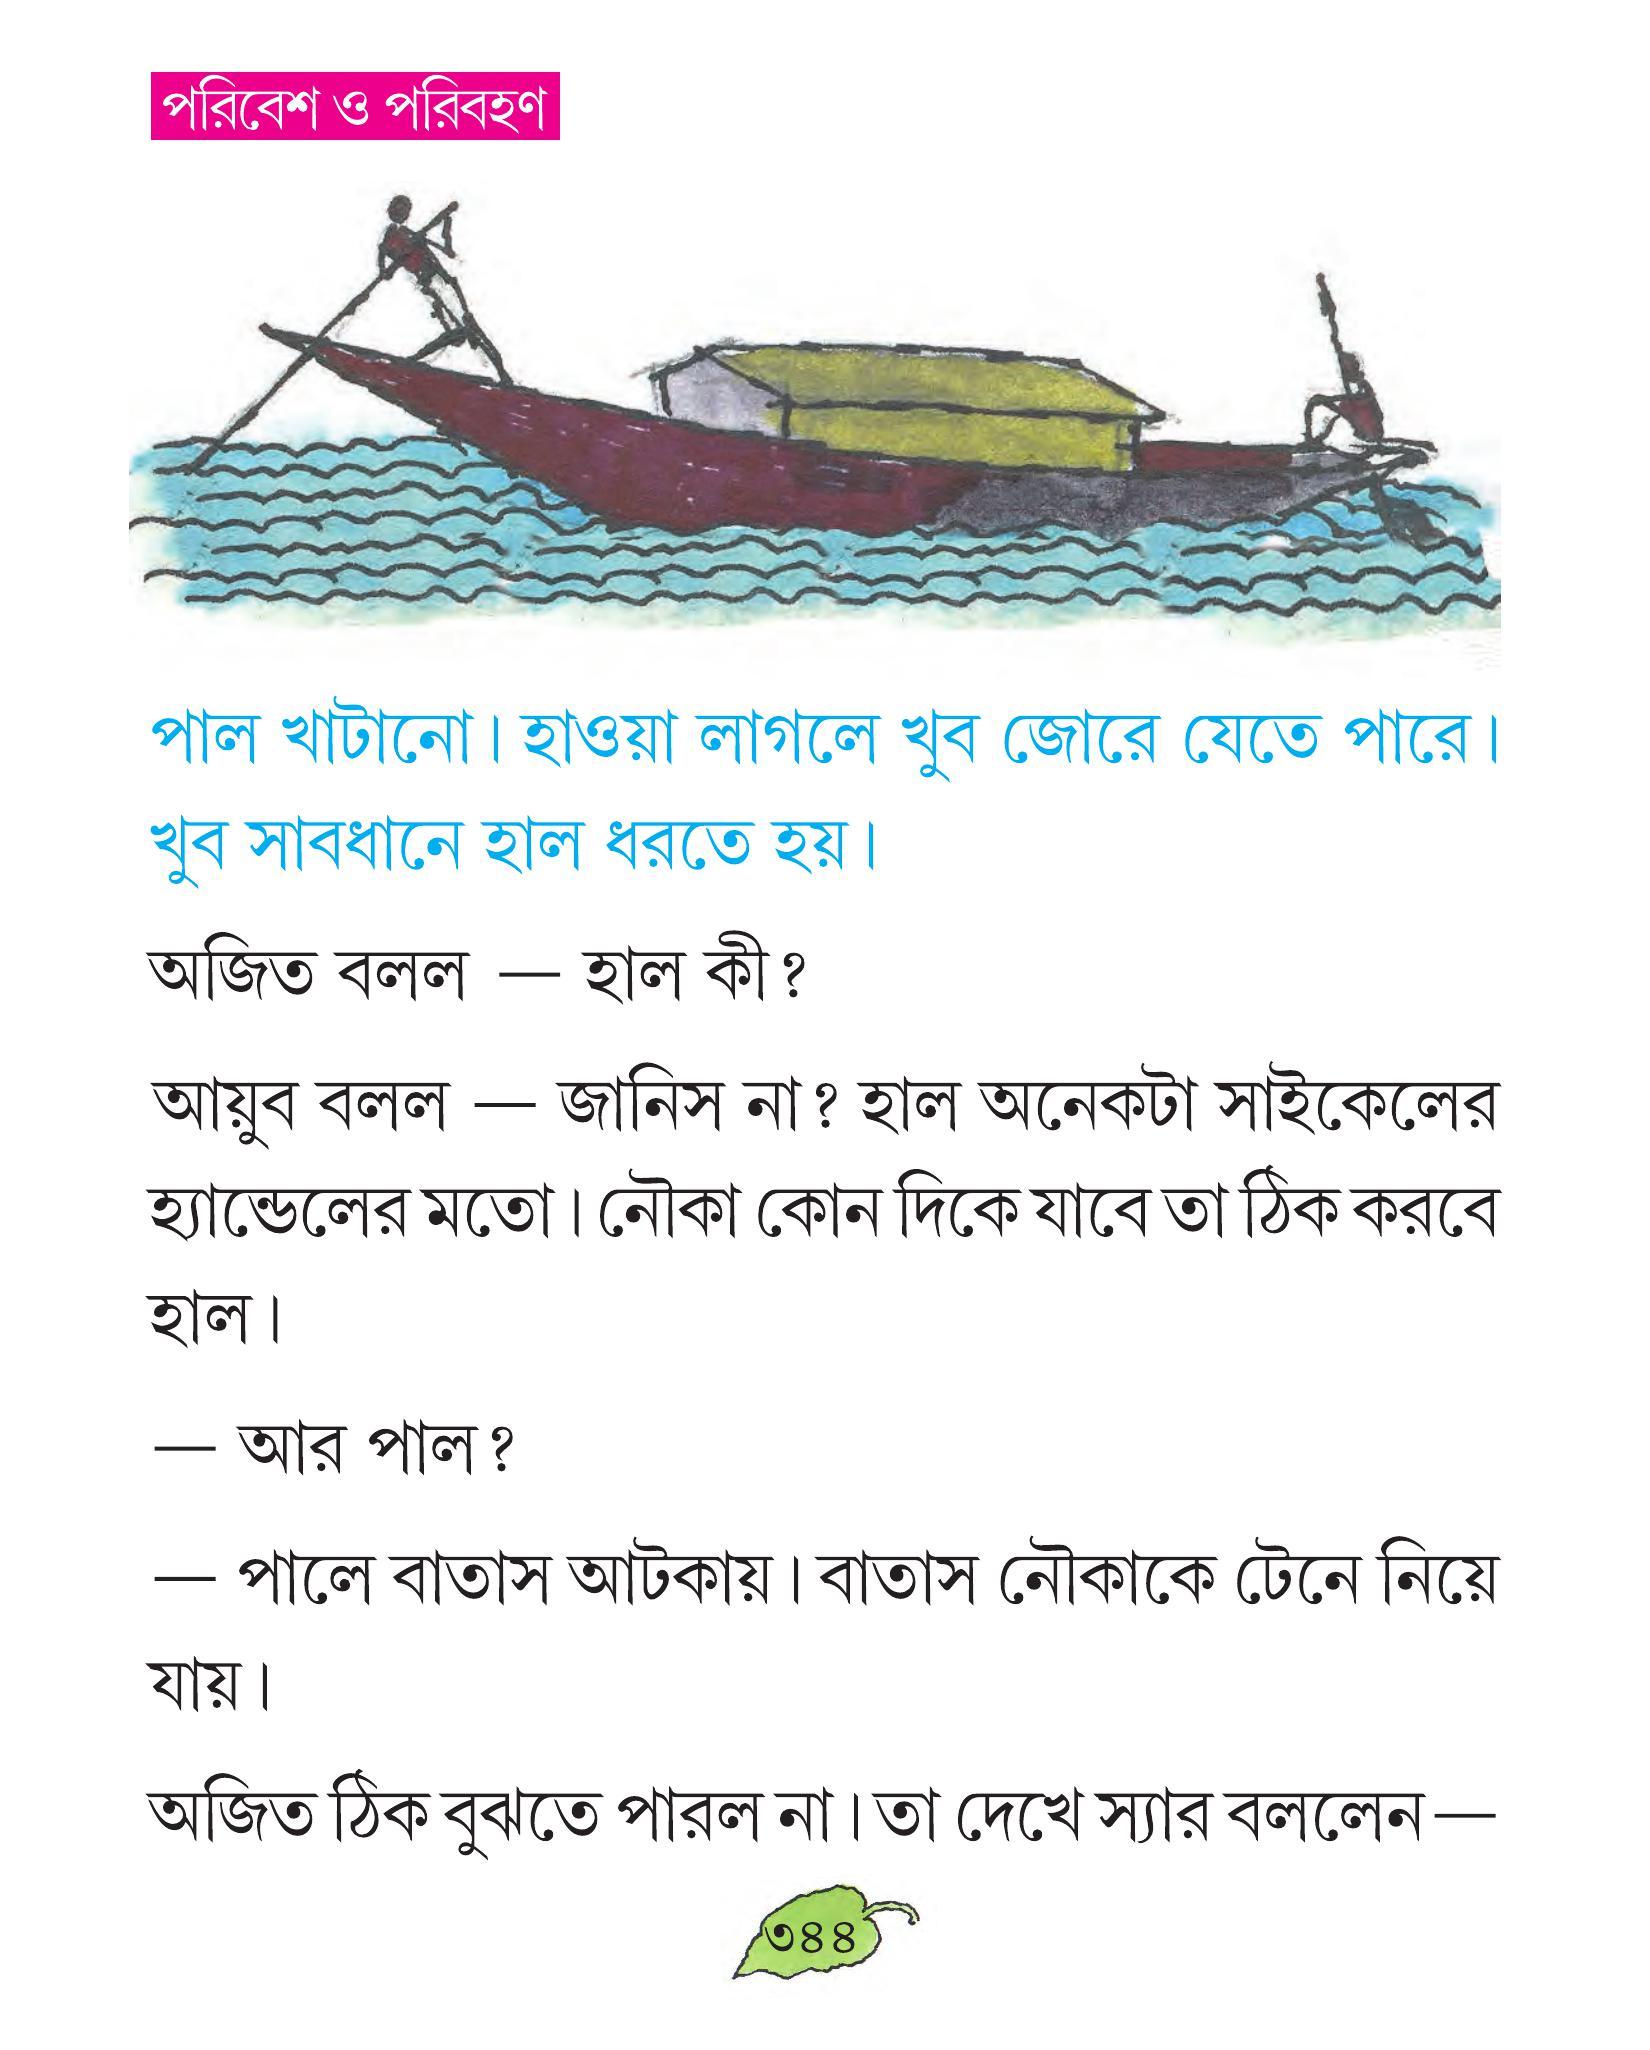 পরিবেশ ও পরিবহণ
পাল খাটানো। হাওয়া লাগলে খুব জোরে যেতে পারে।
খুব সাবধানে হাল ধরতে হয়।
অজিত বলল — হাল কী?
আয়ুব বলল — জানিস না? হাল অনেকটা সাইকেলের
হ্যান্ডেলের মতো। নৌকা কোন দিকে যাবে তা ঠিক করবে
হাল।
— আর পাল?
— পালে বাতাস আটকায়। বাতাস নৌকাকে টেনে নিয়ে
যায়।
অজিত ঠিক বুঝতে পারল না। তা দেখে স্যার বললেন—
৩৪৪